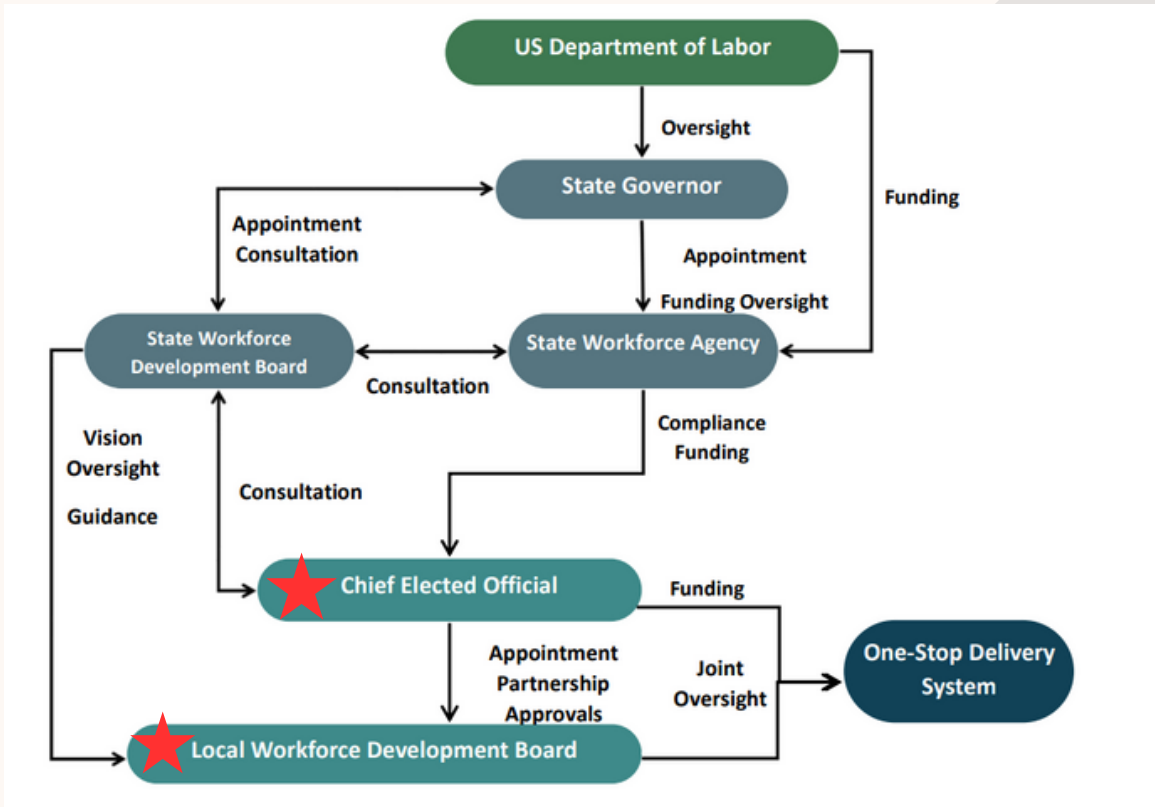 US Department of Labor
Oversight
State Governor
Funding
Appointment
Consultation
Appointment
Funding Oversight
State Workforce
Development Board
State Workforce Agency
Consultation
Compliance
Funding
Vision
Oversight
Guidance
Consultation
Chief Elected Official
Funding
One-Stop Delivery
System
Appointment
Partnership
Approvals
Joint
Oversight
Local Workforce Development Board